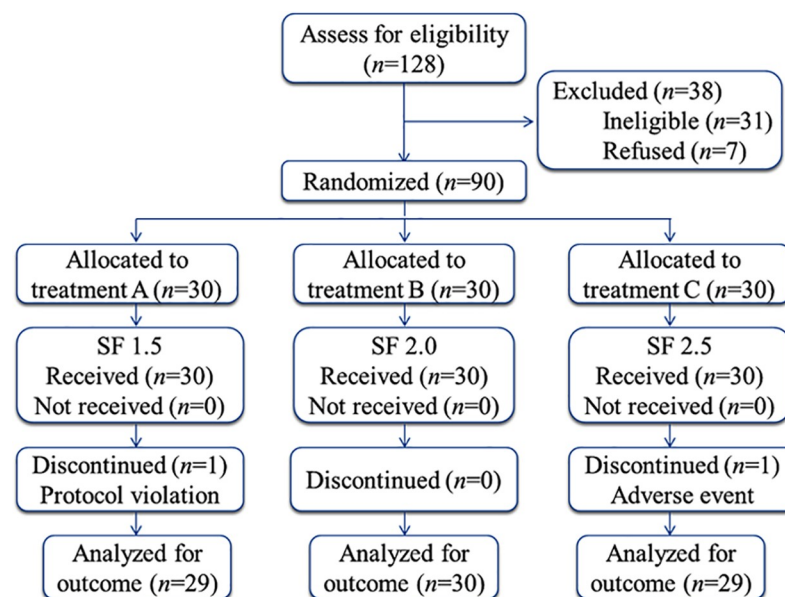 Assess for eligibility
(n=128)
Excluded (n=38)
Ineligible (n=31)
Refused (n=7)
Randomized (n=90)
Allocated to
treatment A (n=30)
Allocated to
treatment B (n=30)
Allocated to
treatment C (n=30)
SF 1.5
Received (n=30)
Not received (n=0)
SF 2.0
Received (n=30)
Not received (n=0)
SF 2.5
Received (n=30)
Not received (n=0)
Discontinued (n=1)
Protocol violation
Discontinued (n=0)
Discontinued (n=1)
Adverse event
Analyzed for
outcome (n=29)
Analyzed for
outcome (n=30)
Analyzed for
outcome (n=29)